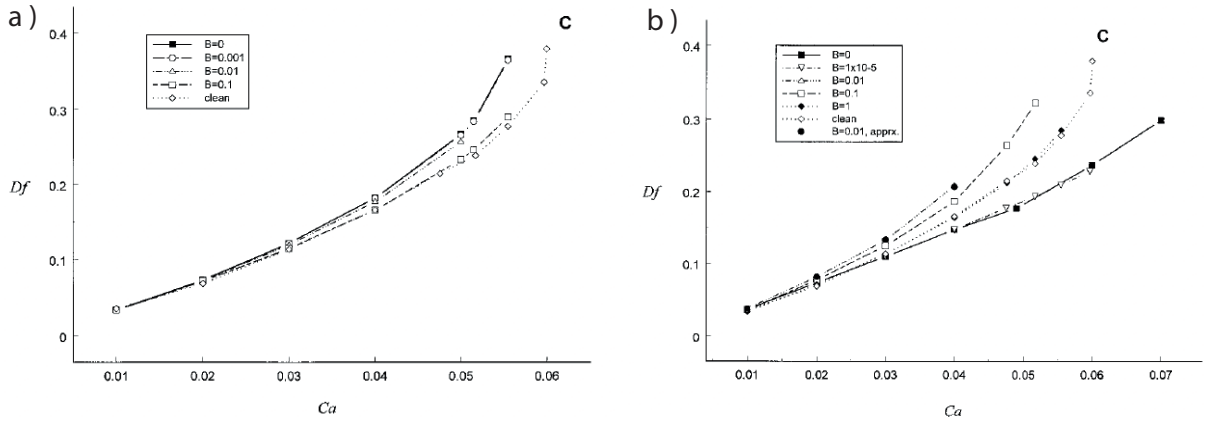 a)
c
B=0
B=0.001
B=0.01
B=0.1
clean
0.4
0.3
0.2
0.1
0
Df
0.01 0.02 0.03 0.04 0.05 0.06
Ca
b)
c
B=0
B=1x10-5
B=0.01
B=0.1
B=1
clean
B=0.01, apprx.
0.4
0.3
0.2
0.1
0
Df
0.01 0.02 0.03 0.04 0.05 0.06 0.07
Ca